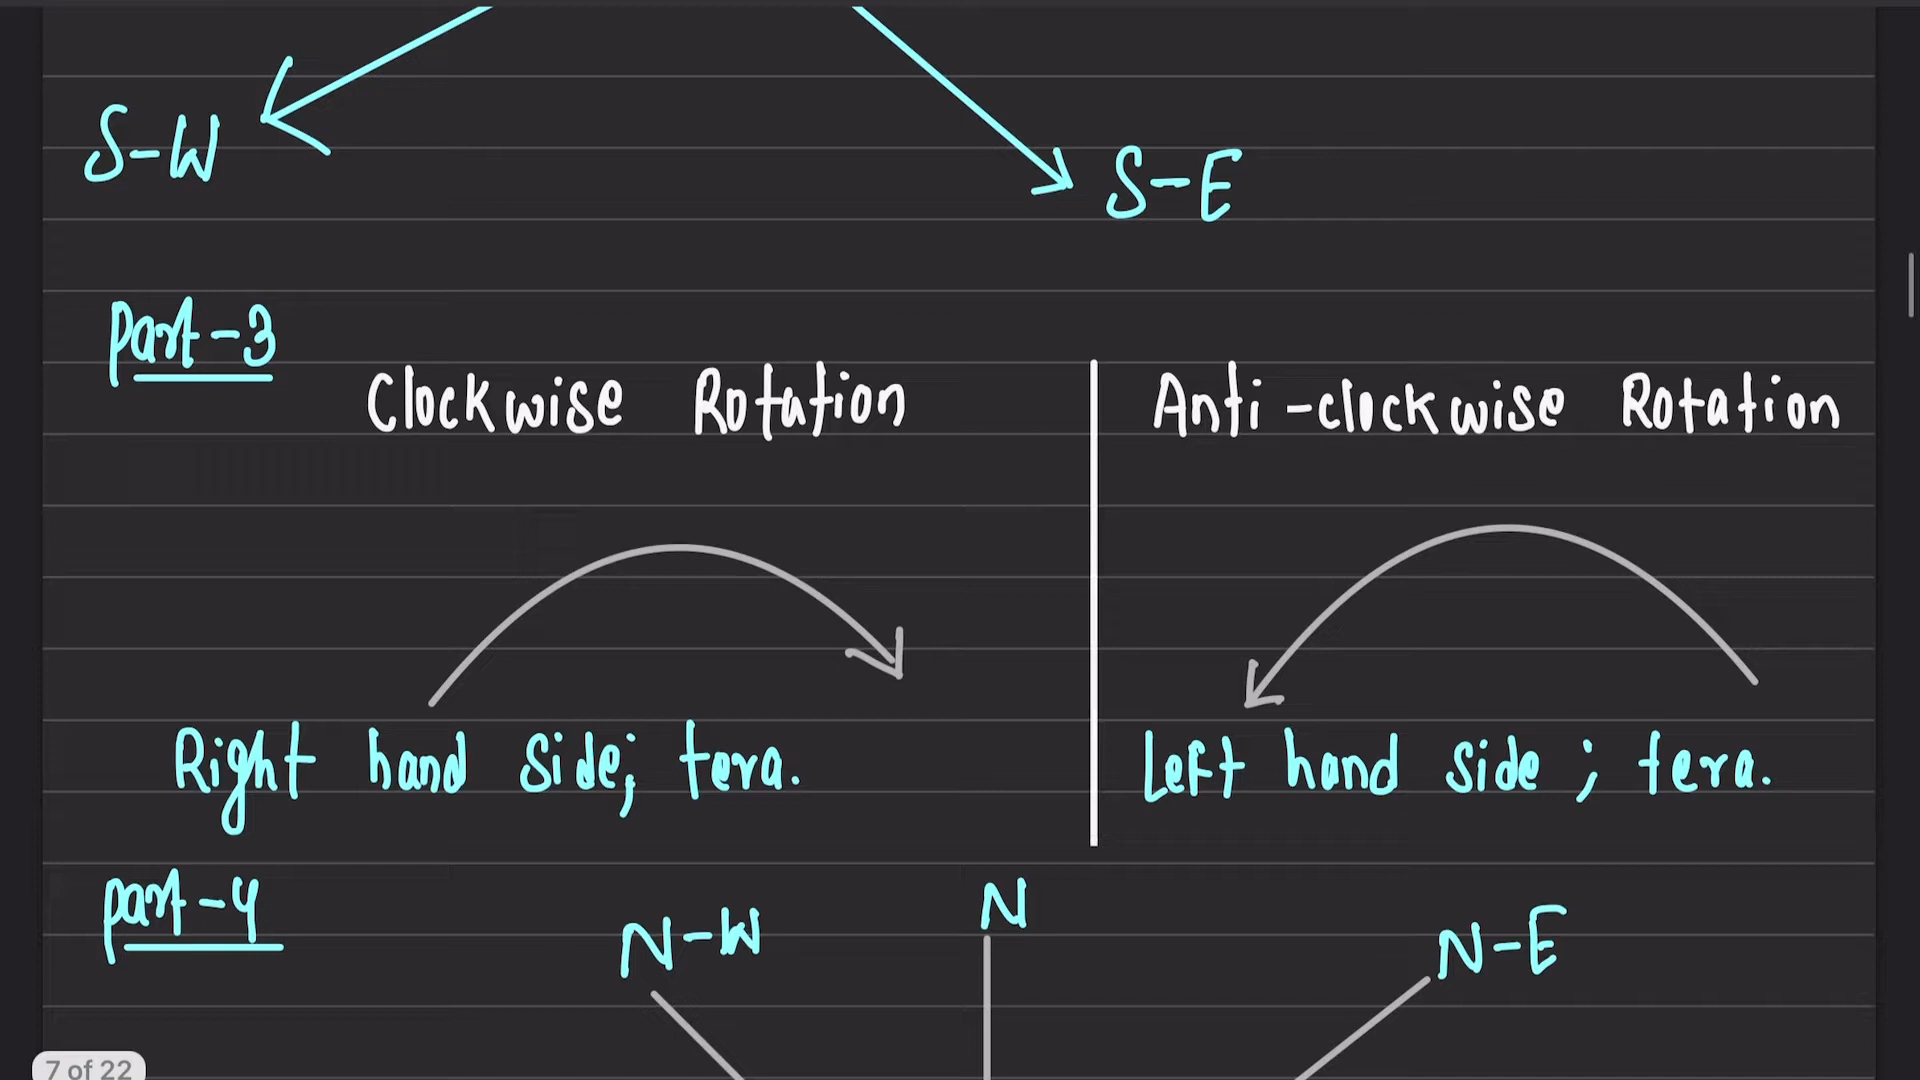 S-W
S-E
Part-3
Clockwise Rotation
Anti-clockwise Rotation
Right hand side; tera.
Left hand side ; tera.
Part-4
N-W
N
N-E
7 of 22